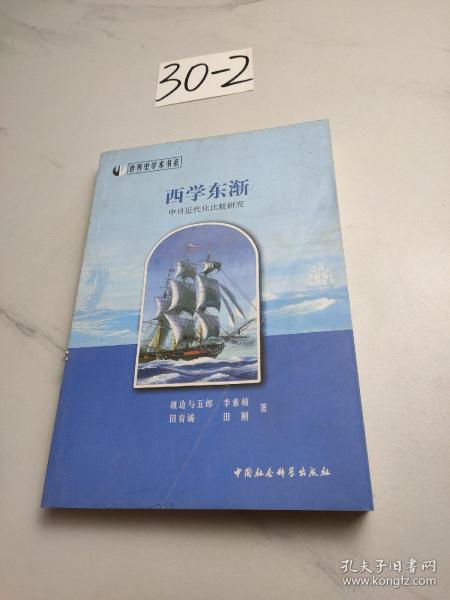 30-2
世界史学术书系
西学东渐
中日近代化比较研究
渡边与五郎 李素桢 著
田育诚 田刚
中国社会科学出版社
孔夫子旧书网
www.kongfz.com